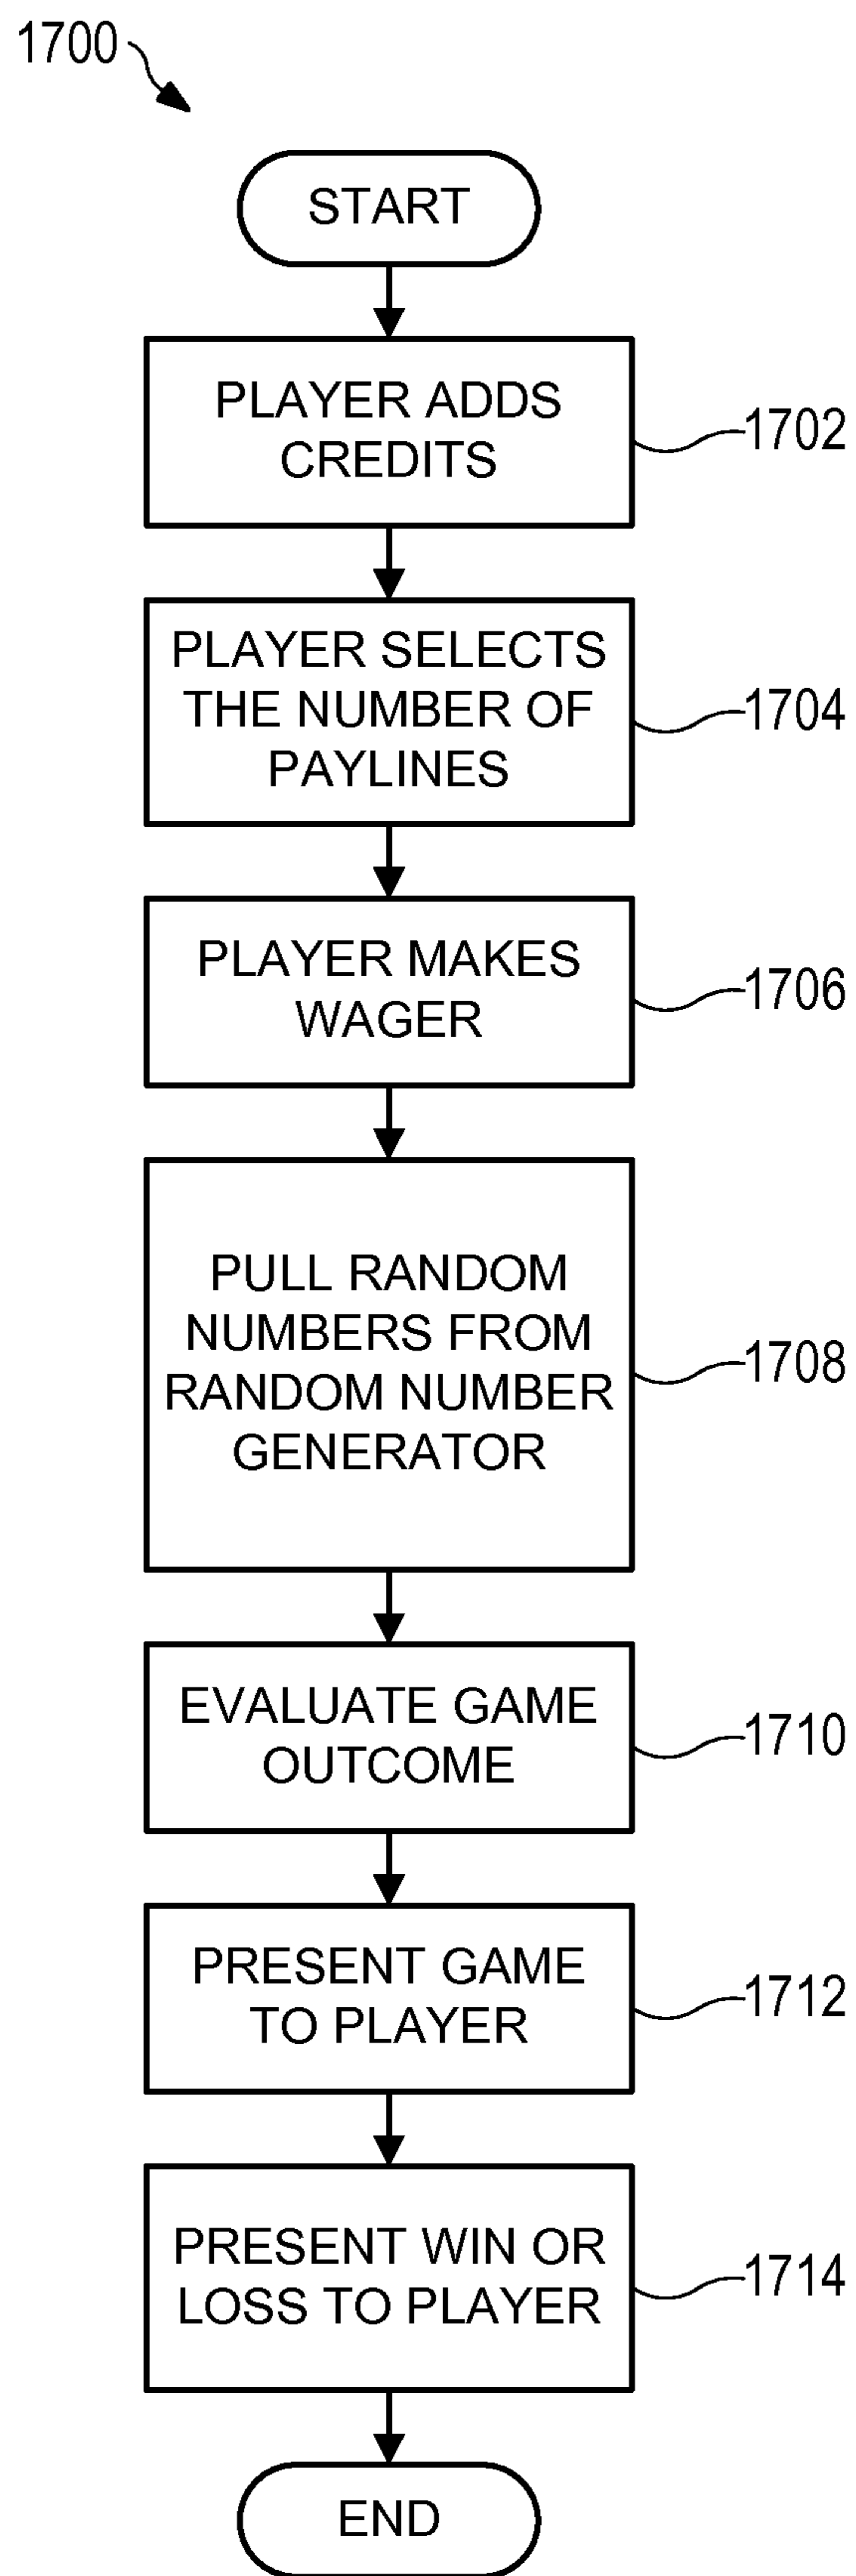 1700
START
PLAYER ADDS
CREDITS
1702
PLAYER SELECTS
THE NUMBER OF
PAYLINES
1704
PLAYER MAKES
WAGER
1706
PULL RANDOM
NUMBERS FROM
RANDOM NUMBER
GENERATOR
1708
EVALUATE GAME
OUTCOME
1710
PRESENT GAME
TO PLAYER
1712
PRESENT WIN OR
LOSS TO PLAYER
1714
END